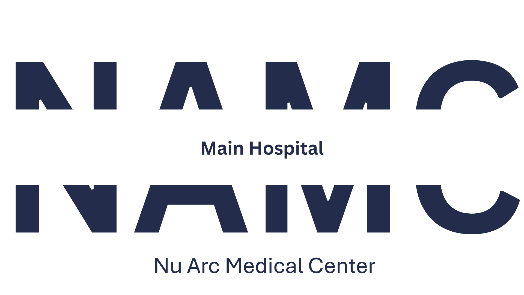 NAMC
Main Hospital
Nu Arc Medical Center